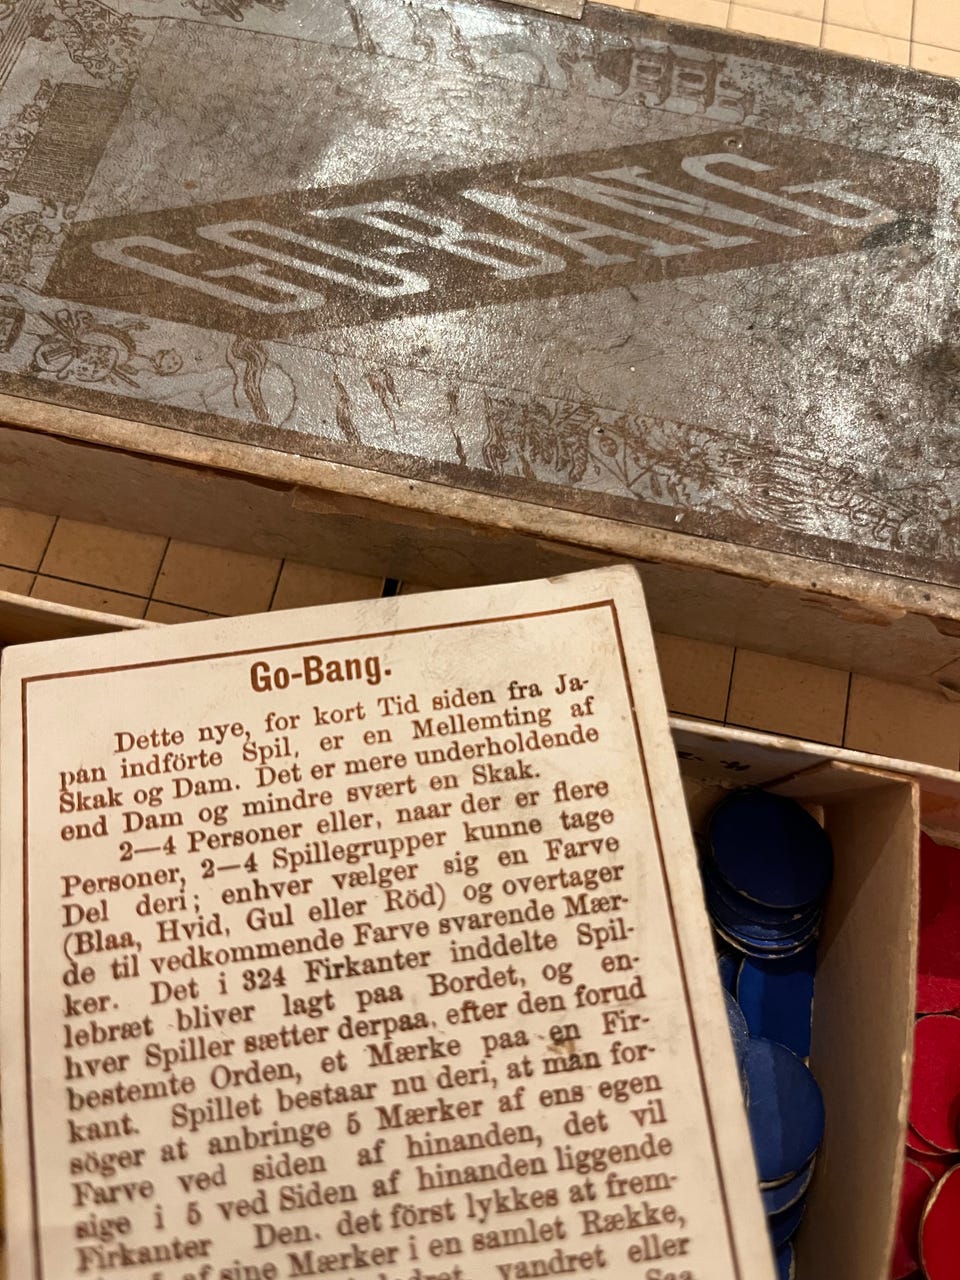 GO-BANG
Go-Bang.
Dette nye, for kort Tid siden fra Ja-
pan indförte Spil, er en Mellemting af
Skak og Dam. Det er mere underholdende
end Dam og mindre svært en Skak.
2—4 Personer eller, naar der er flere
Personer, 2—4 Spillegrupper kunne tage
Del deri; enhver vælger sig en Farve
(Blaa, Hvid, Gul eller Röd) og overtager
de til vedkommende Farve svarende Mær-
ker. Det i 324 Firkanter inddelte Spil-
lebræt bliver lagt paa Bordet, og en-
hver Spiller sætter derpaa, efter den forud
bestemte Orden, et Mærke paa en Fir-
kant. Spillet bestaar nu deri, at man for-
söger at anbringe 5 Mærker af ens egen
Farve ved siden af hinanden, det vil
sige i 5 ved Siden af hinanden liggende
Firkanter Den. det först lykkes at frem-
af sine Mærker i en samlet Række,
vandret eller